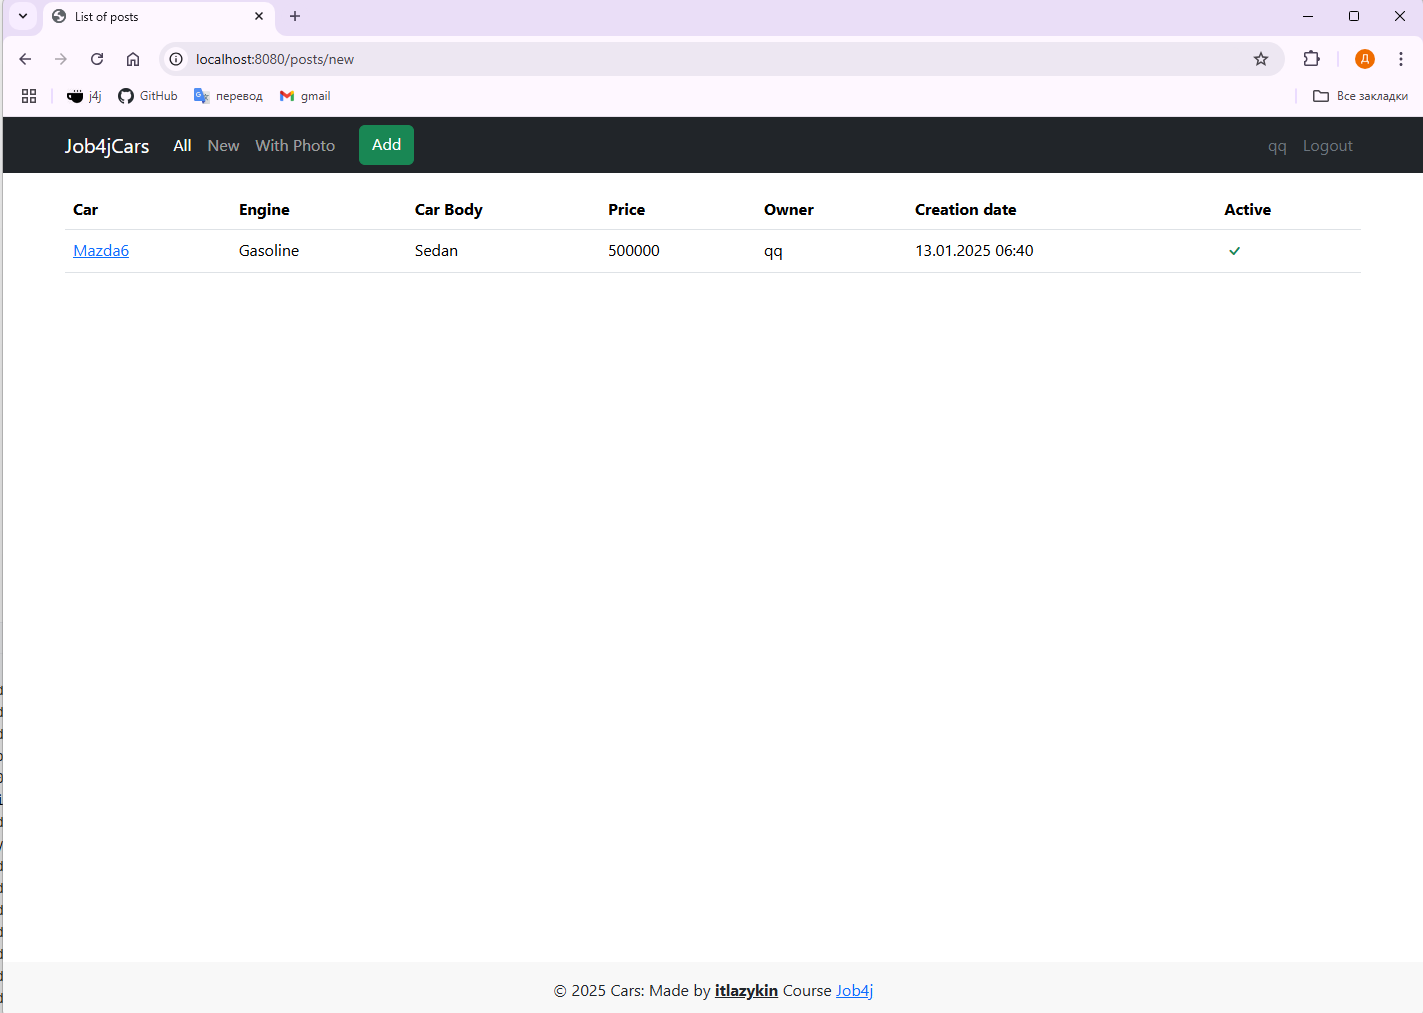 List of posts
localhost:8080/posts/new
Д
j4j GitHub перевод gmail Все закладки
Job4jCars All New With Photo Add qq Logout
Car Engine Car Body Price Owner Creation date Active
Mazda6 Gasoline Sedan 500000 qq 13.01.2025 06:40
© 2025 Cars: Made by itlazykin Course Job4j